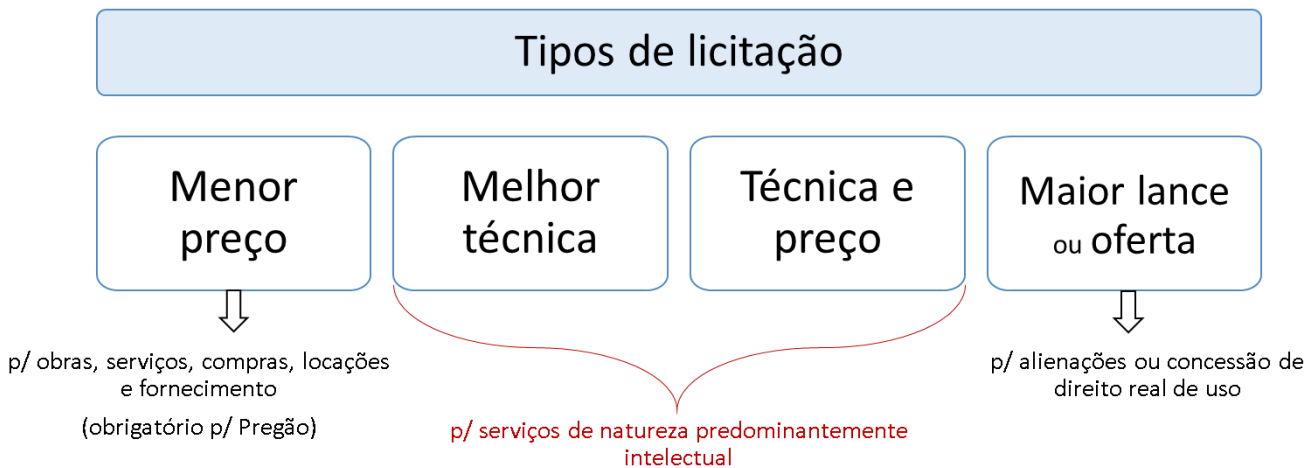 Tipos de licitação
Menor
preço
Melhor
técnica
Técnica e
preço
Maior lance
ou oferta
p/ obras, serviços, compras, locações
e fornecimento
(obrigatório p/ Pregão)
p/ serviços de natureza predominantemente
intelectual
p/ alienações ou concessão de
direito real de uso